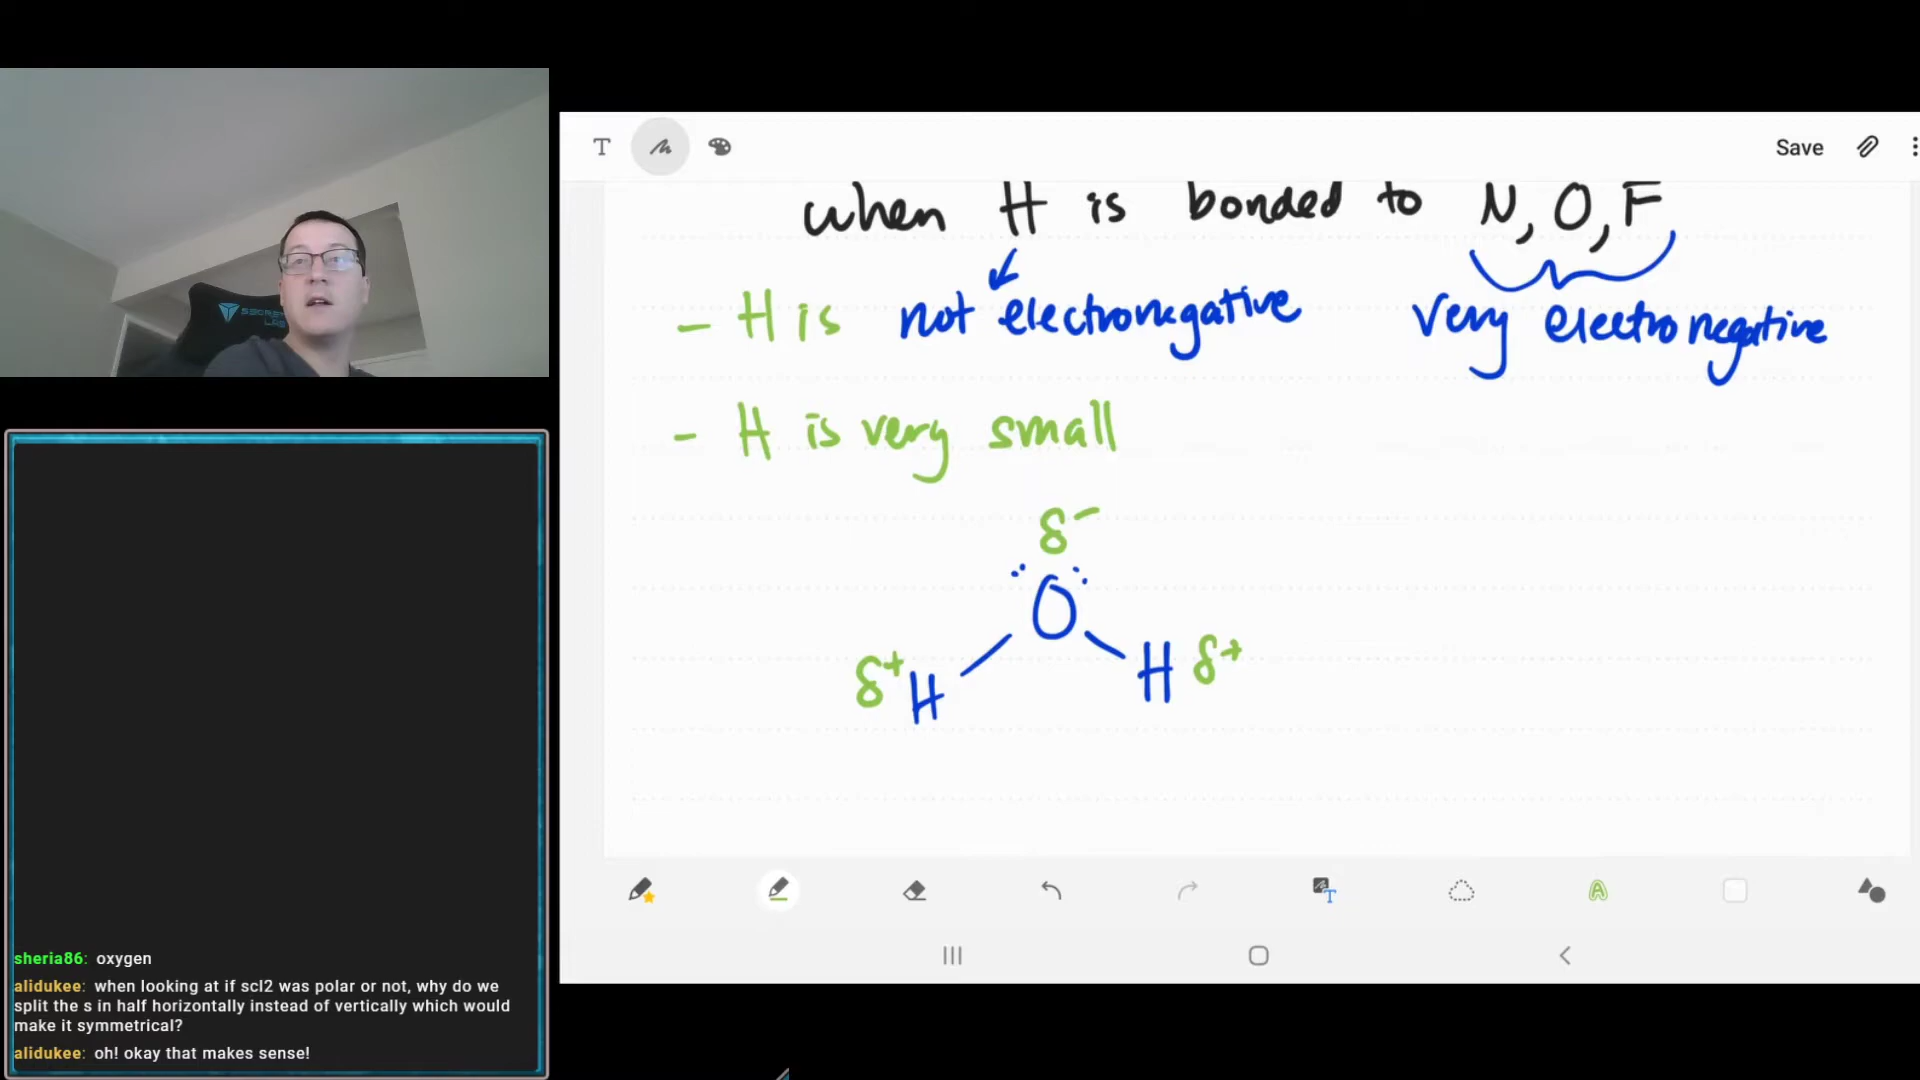 T
Save
when H is bonded to N, O, F
- H is not electronegative very electronegative
- H is very small
δ-
O
δ+ H H δ+
SECRET
LAB
sheria86: oxygen
alidukee: when looking at if scl2 was polar or not, why do we
split the s in half horizontally instead of vertically which would
make it symmetrical?
alidukee: oh! okay that makes sense!
T
A